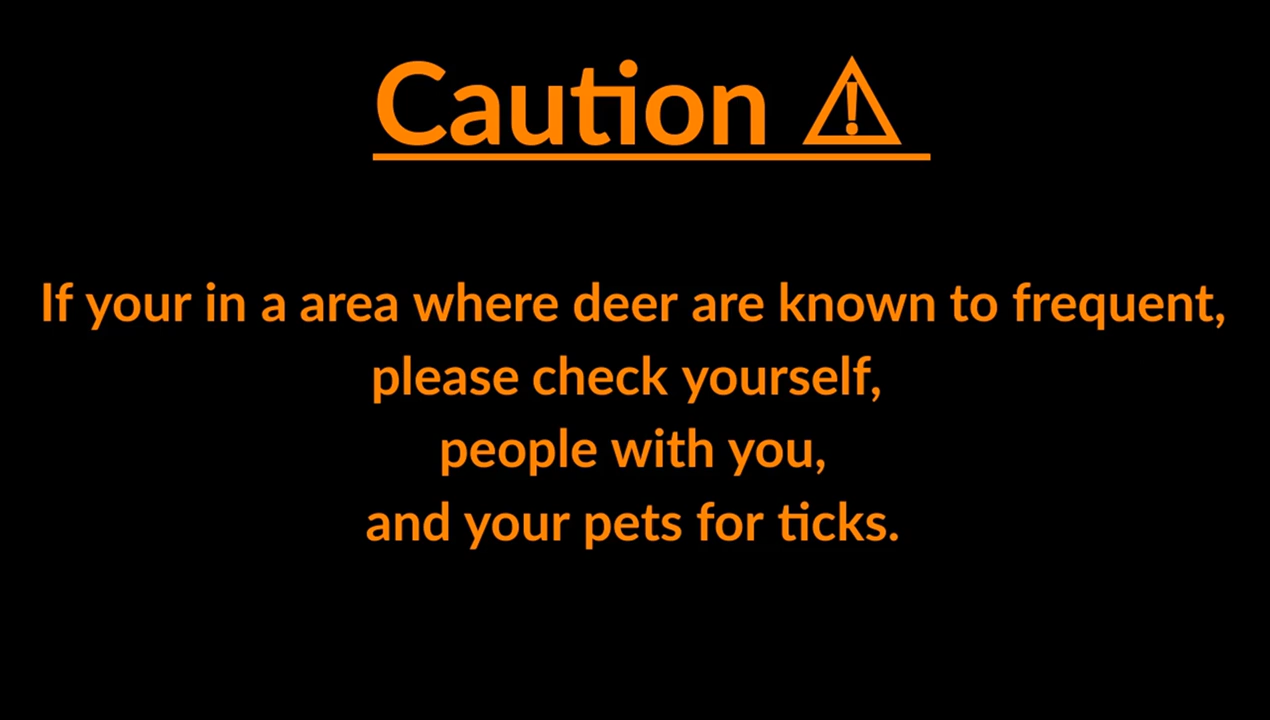 Caution ⚠
If your in a area where deer are known to frequent,
please check yourself,
people with you,
and your pets for ticks.